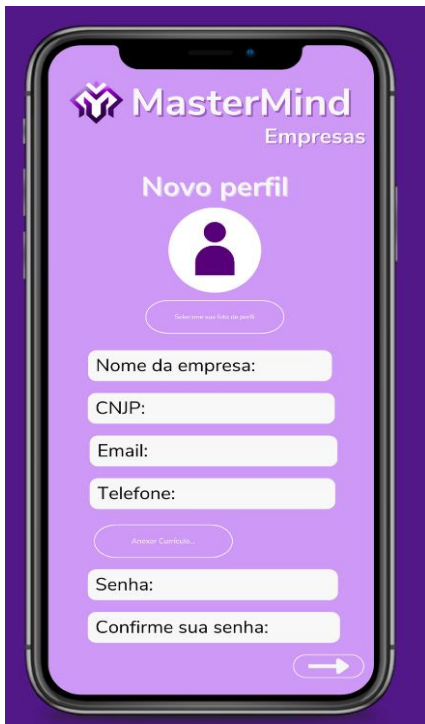 MasterMind
Empresas
Novo perfil
Selecione sua foto de perfil
Nome da empresa:
CNJP:
Email:
Telefone:
Anexar Currículo...
Senha:
Confirme sua senha: